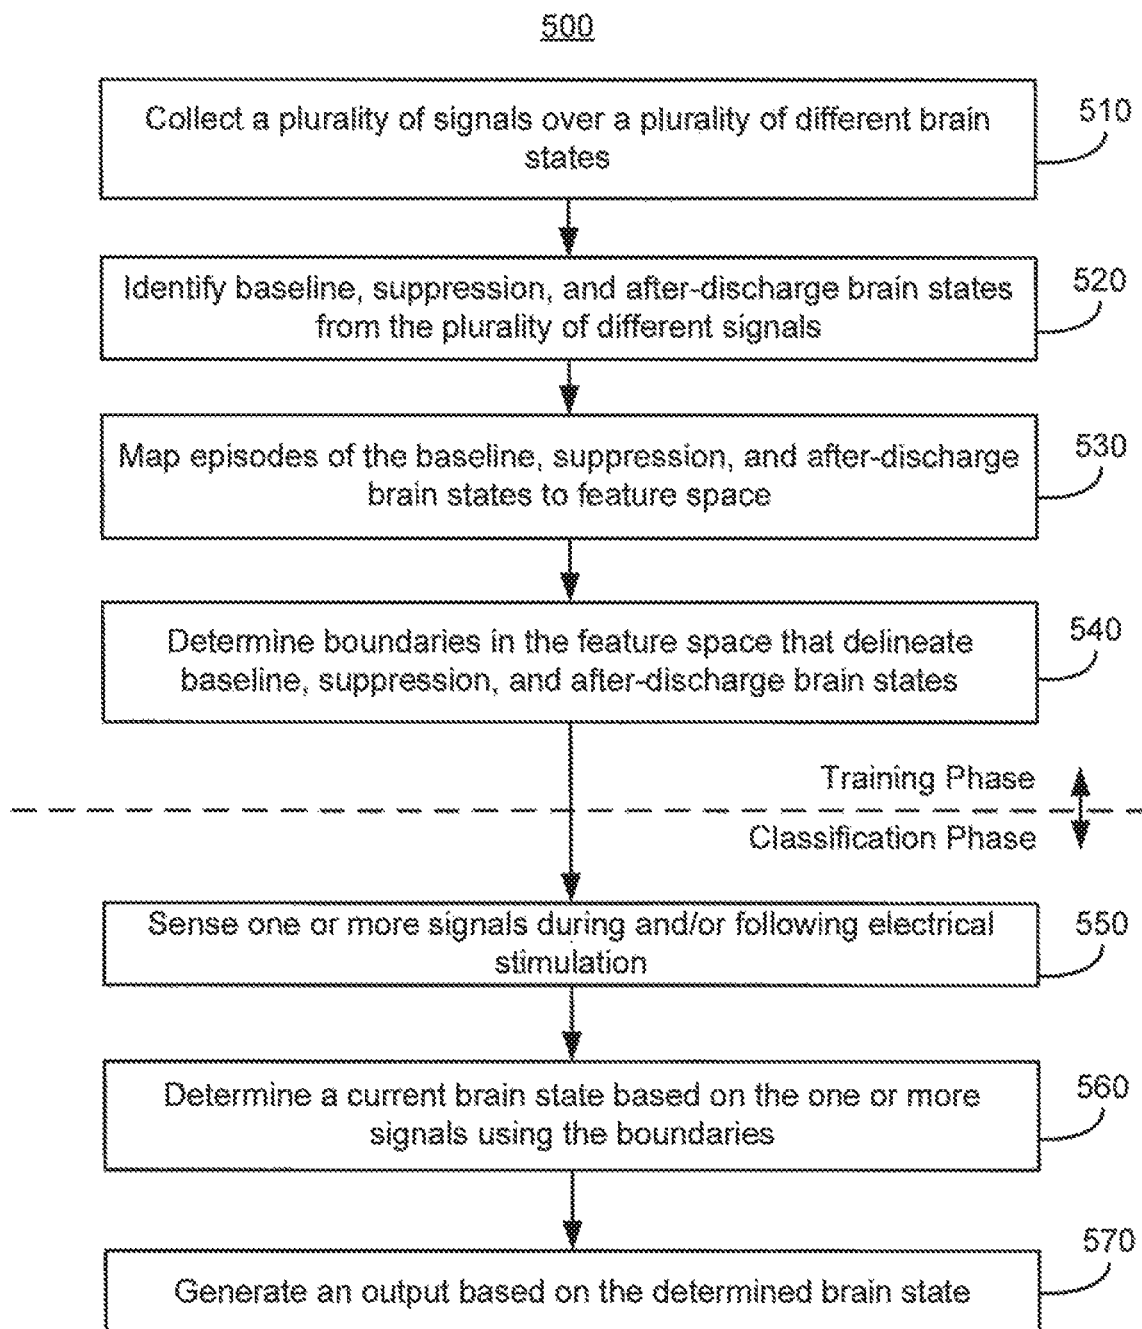 500
Collect a plurality of signals over a plurality of different brain
states
510
Identify baseline, suppression, and after-discharge brain states
from the plurality of different signals
520
Map episodes of the baseline, suppression, and after-discharge
brain states to feature space
530
Determine boundaries in the feature space that delineate
baseline, suppression, and after-discharge brain states
540
Training Phase
Classification Phase
Sense one or more signals during and/or following electrical
stimulation
550
Determine a current brain state based on the one or more
signals using the boundaries
560
Generate an output based on the determined brain state
570